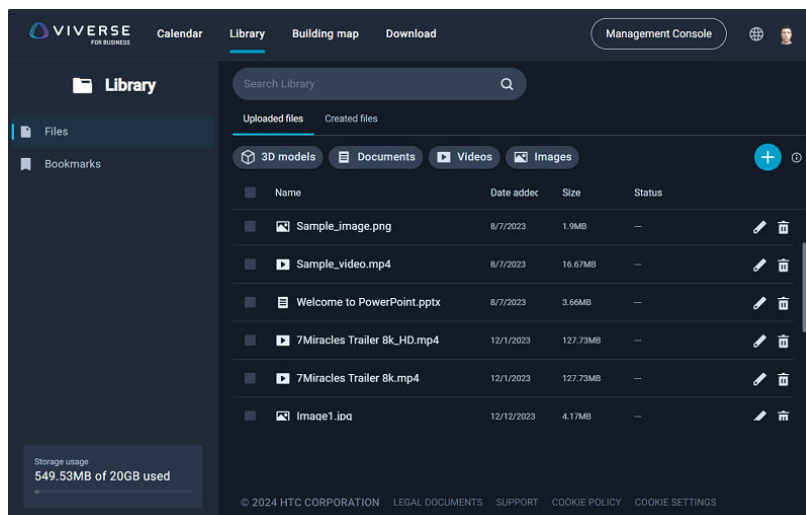 VIVERSE
FOR BUSINESS
Calendar Library Building map Download Management Console
Library
Files
Bookmarks
Search Library
Uploaded files Created files
3D models Documents Videos Images
Name Date added Size Status
Sample_image.png 8/7/2023 1.9MB --
Sample_video.mp4 8/7/2023 16.67MB --
Welcome to PowerPoint.pptx 8/7/2023 3.66MB --
7Miracles Trailer 8k_HD.mp4 12/1/2023 127.73MB --
7Miracles Trailer 8k.mp4 12/1/2023 127.73MB --
Image1.jpg 12/12/2023 4.17MB --
Storage usage
549.53MB of 20GB used
© 2024 HTC CORPORATION LEGAL DOCUMENTS SUPPORT COOKIE POLICY COOKIE SETTINGS